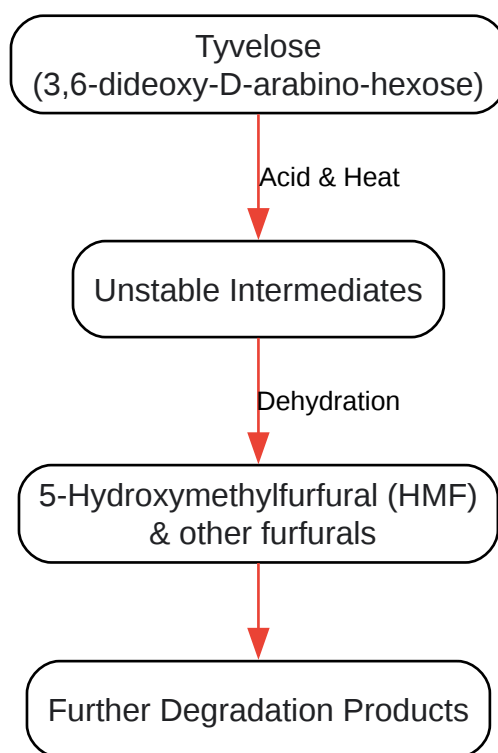 Tyvelose
(3,6-dideoxy-D-arabino-hexose)
Acid & Heat
Unstable Intermediates
Dehydration
5-Hydroxymethylfurfural (HMF)
& other furfurals
Further Degradation Products